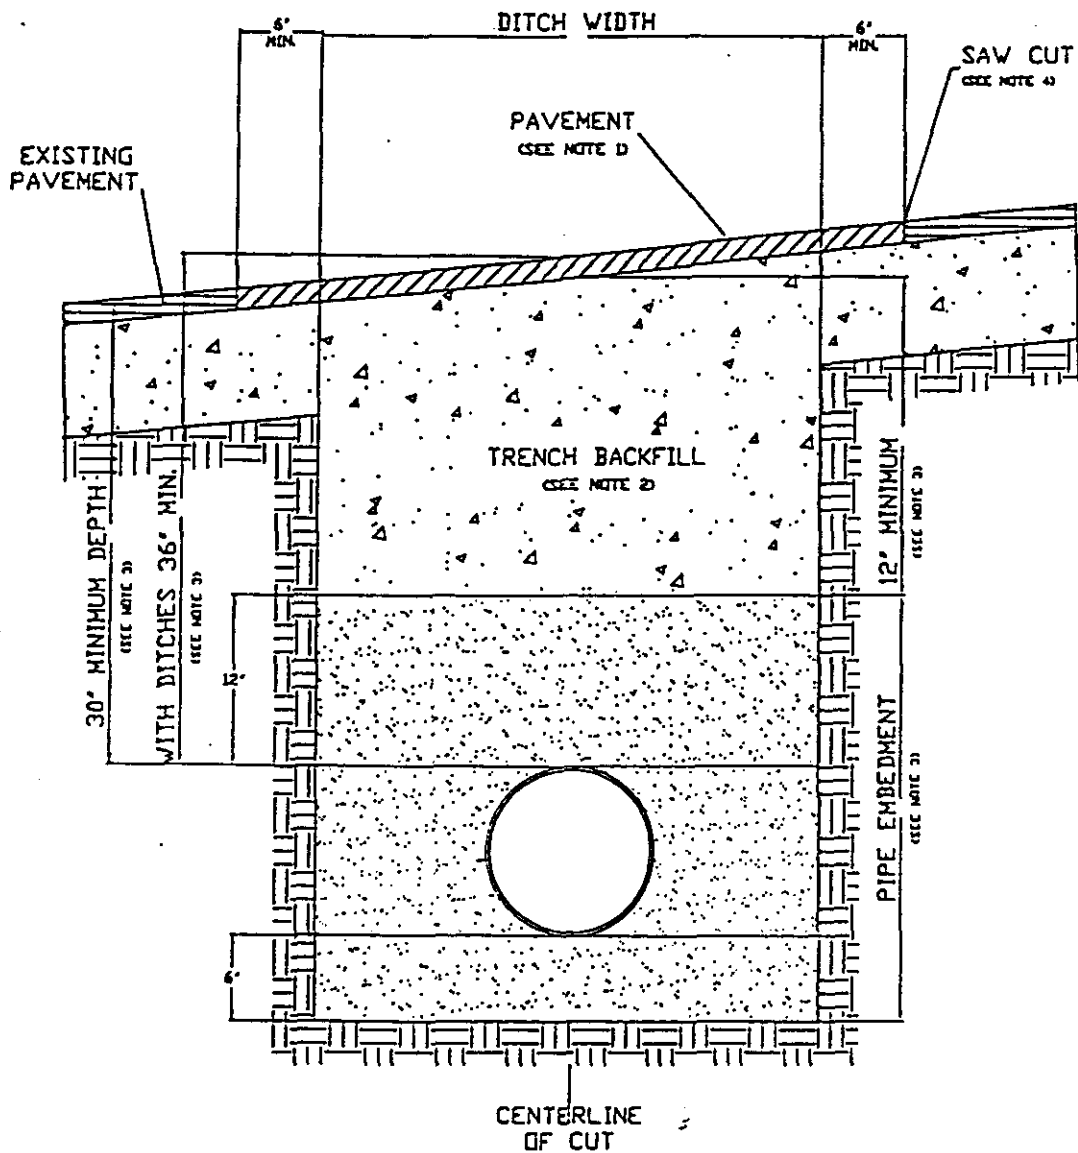 6" MIN.
DITCH WIDTH
6" MIN.
SAW CUT
(SEE NOTE 4)
PAVEMENT
(SEE NOTE 1)
EXISTING
PAVEMENT
TRENCH BACKFILL
(SEE NOTE 2)
30" MINIMUM DEPTH
(SEE NOTE 3)
WITH DITCHES 36" MIN.
(SEE NOTE 3)
12" MINIMUM
(SEE NOTE 3)
12"
PIPE EMBEDMENT
(SEE NOTE 3)
6"
CENTERLINE
OF CUT